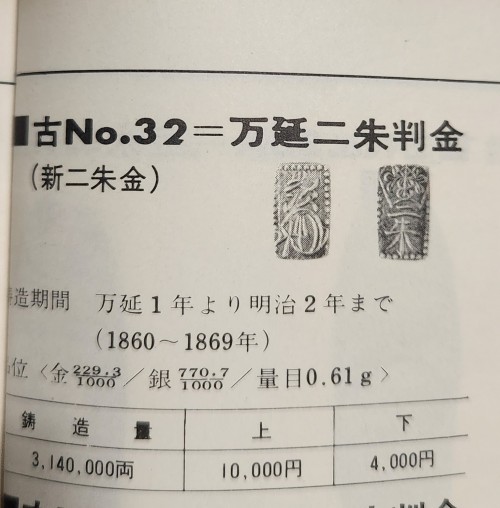 ■古No.32=万延二朱判金
(新二朱金)
鋳造期間 万延1年より明治2年まで
(1860～1869年)
品位〈金229.3/1000/銀770.7/1000/量目0.61g〉
鋳造量 上 下
3,140,000両 10,000円 4,000円